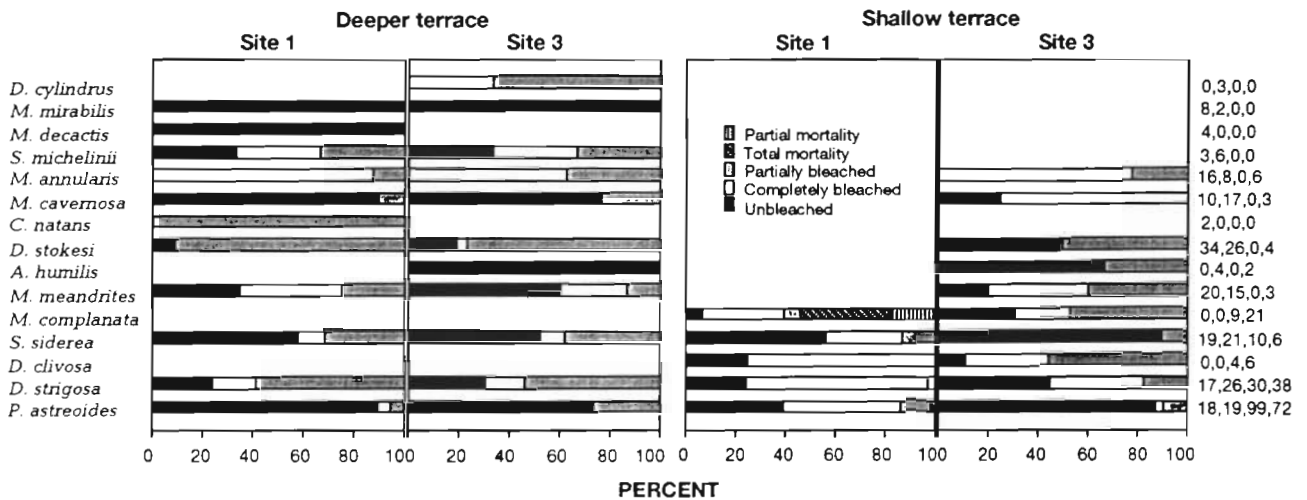 Deeper terrace
Shallow terrace
Site 1
Site 3
Site 1
Site 3
D. cylindrus
0,3,0,0
M. mirabilis
8,2,0,0
M. decactis
4,0,0,0
S. michelinii
3,6,0,0
M. annularis
16,8,0,6
M. cavernosa
10,17,0,3
C. natans
2,0,0,0
D. stokesi
34,26,0,4
A. humilis
0,4,0,2
M. meandrites
20,15,0,3
M. complanata
0,0,9,21
S. siderea
19,21,10,6
D. clivosa
0,0,4,6
D. strigosa
17,26,30,38
P. astreoides
18,19,99,72
Partial mortality
Total mortality
Partially bleached
Completely bleached
Unbleached
0 20 40 60 80 100 20 40 60 80 100
0 20 40 60 80 100 20 40 60 80 100
PERCENT